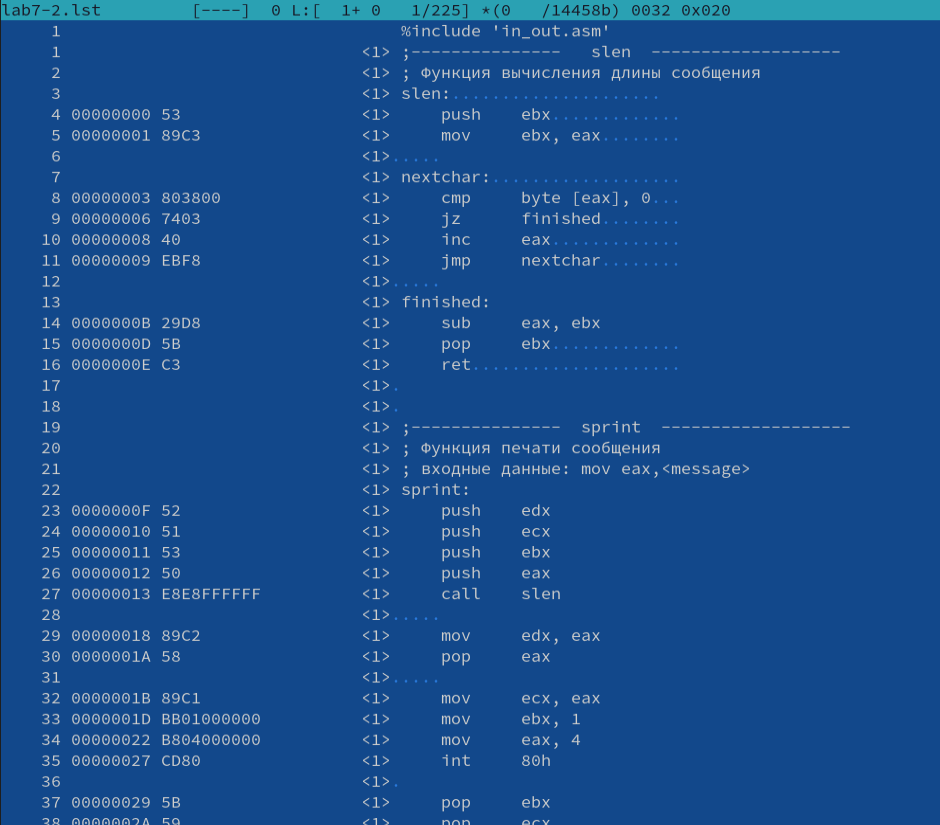 lab7-2.lst [----] 0 L:[ 1+ 0 1/225] *(0 /14458b) 0032 0x020
1 %include 'in_out.asm'
1 <1> ;--------------- slen -------------------
2 <1> ; Функция вычисления длины сообщения
3 <1> slen:.....................
4 00000000 53 <1> push ebx.............
5 00000001 89C3 <1> mov ebx, eax........
6 <1>.....
7 <1> nextchar:...................
8 00000003 803800 <1> cmp byte [eax], 0...
9 00000006 7403 <1> jz finished........
10 00000008 40 <1> inc eax.............
11 00000009 EBF8 <1> jmp nextchar........
12 <1>.....
13 <1> finished:
14 0000000B 29D8 <1> sub eax, ebx
15 0000000D 5B <1> pop ebx.............
16 0000000E C3 <1> ret.....................
17 <1>.
18 <1>.
19 <1> ;--------------- sprint -------------------
20 <1> ; Функция печати сообщения
21 <1> ; входные данные: mov eax,<message>
22 <1> sprint:
23 0000000F 52 <1> push edx
24 00000010 51 <1> push ecx
25 00000011 53 <1> push ebx
26 00000012 50 <1> push eax
27 00000013 E8E8FFFFFF <1> call slen
28 <1>.....
29 00000018 89C2 <1> mov edx, eax
30 0000001A 58 <1> pop eax
31 <1>.....
32 0000001B 89C1 <1> mov ecx, eax
33 0000001D BB01000000 <1> mov ebx, 1
34 00000022 B804000000 <1> mov eax, 4
35 00000027 CD80 <1> int 80h
36 <1>.
37 00000029 5B <1> pop ebx
38 0000002A 59 <1> pop ecx